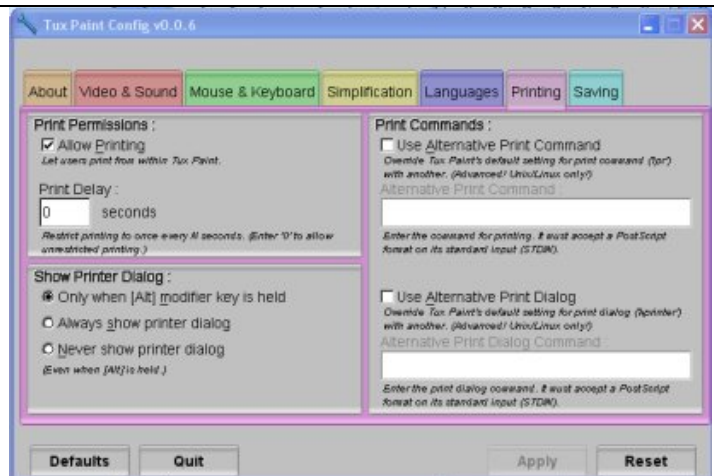 Tux Paint Config v0.0.6
About Video & Sound Mouse & Keyboard Simplification Languages Printing Saving
Print Permissions :
Allow Printing
Let users print from within Tux Paint.
Print Delay :
0 seconds
Restrict printing to once every N seconds. (Enter '0' to allow
unrestricted printing.)
Show Printer Dialog :
Only when [Alt] modifier key is held
Always show printer dialog
Never show printer dialog
(Even when [Alt] is held.)
Print Commands :
Use Alternative Print Command
Override Tux Paint's default setting for print command ('lpr')
with another. (Advanced! Unix/Linux only!)
Alternative Print Command :
Enter the command for printing. It must accept a PostScript
format on its standard input (STDIN).
Use Alternative Print Dialog
Override Tux Paint's default setting for print dialog ('kprinter')
with another. (Advanced! Unix/Linux only!)
Alternative Print Dialog Command :
Enter the print dialog command. It must accept a PostScript
format on its standard input (STDIN).
Defaults Quit Apply Reset